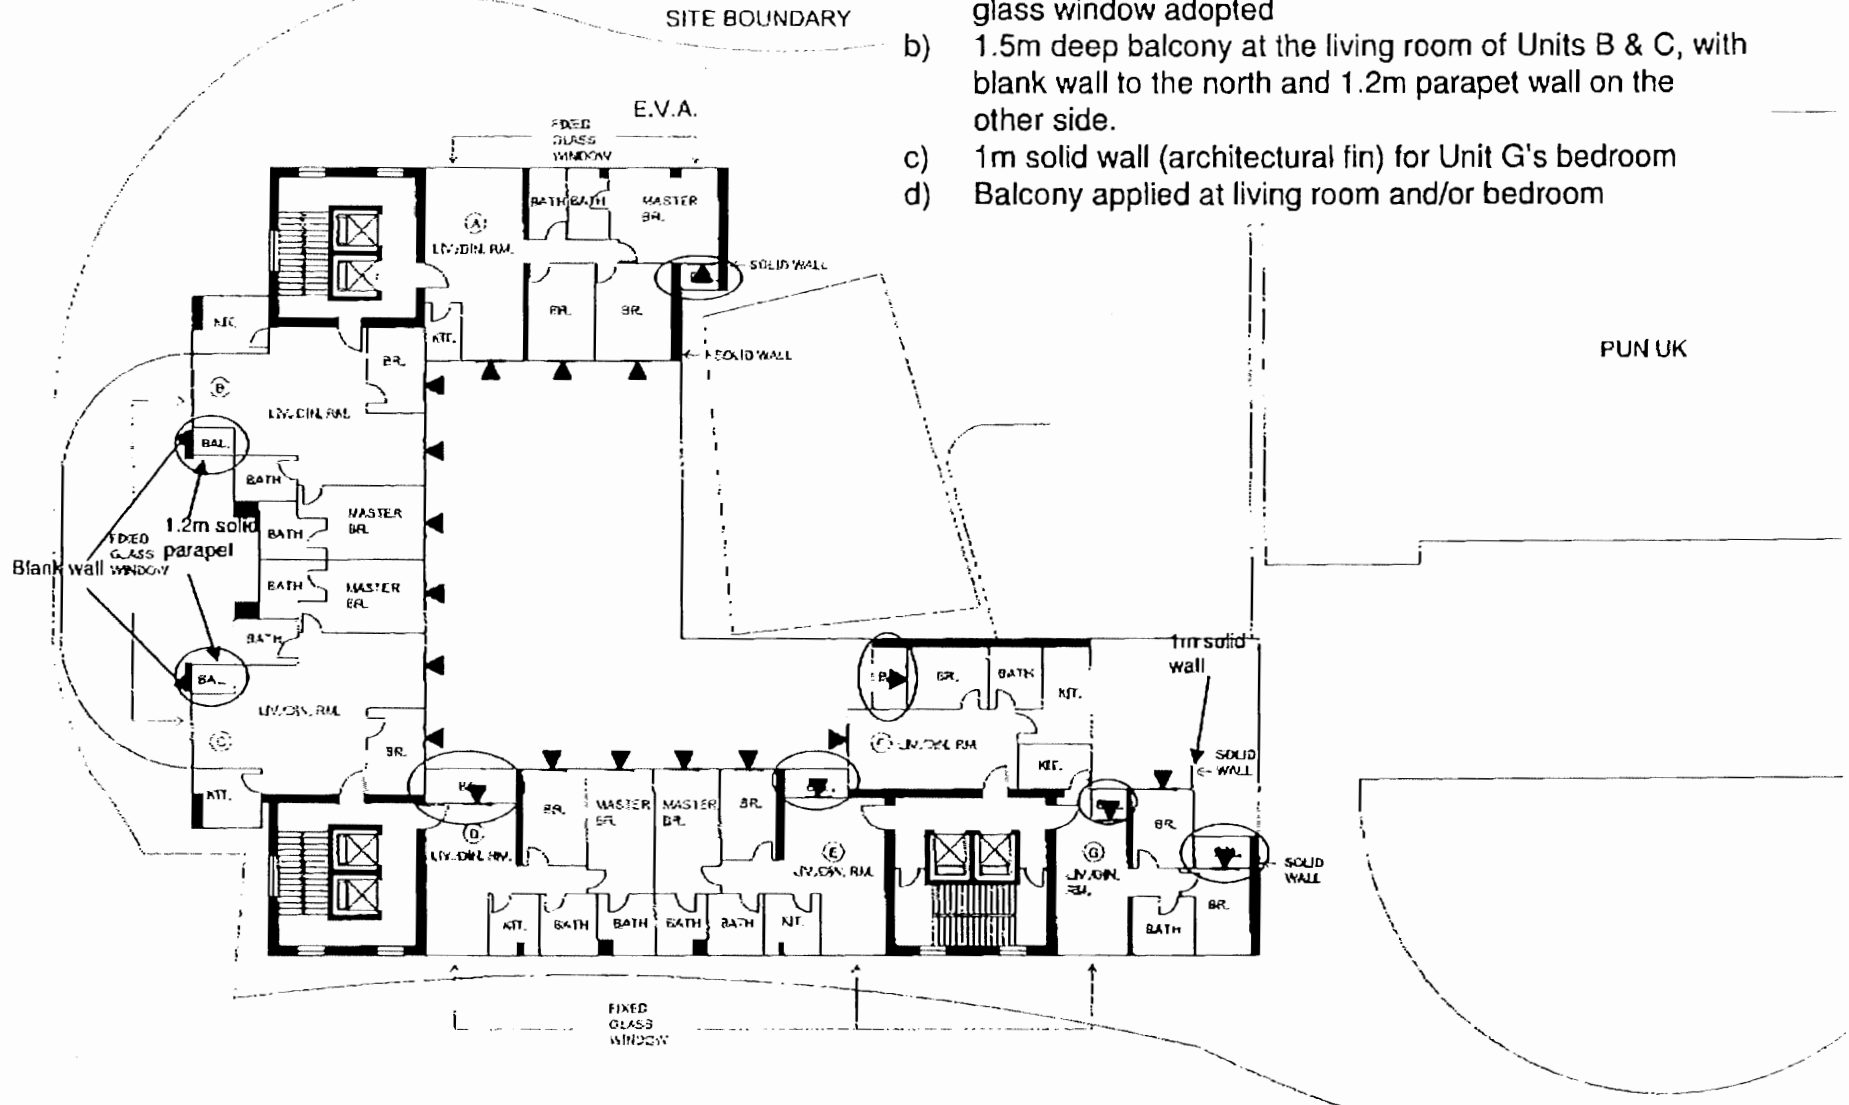 SITE BOUNDARY
glass window adopted
b) 1.5m deep balcony at the living room of Units B & C, with
blank wall to the north and 1.2m parapet wall on the
other side.
c) 1m solid wall (architectural fin) for Unit G's bedroom
d) Balcony applied at living room and/or bedroom
E.V.A.
FIXED
GLASS
WINDOW
BATH
BATH
MASTER
BR.
A
LIV./DIN. RM.
SOLID WALL
KIT.
BR.
BR.
KIT.
SOLID WALL
PUN UK
BR.
B
LIV./DIN. RM.
BAL.
BATH
MASTER
BR.
1.2m solid
parapel
BATH
FIXED
GLASS
WINDOW
Blank wall
BATH
MASTER
BR.
BATH
1m solid
wall
BR.
BATH
KIT.
LIV./DIN. RM.
C
BR.
LIV./DIN. RM.
KIT.
SOLID
WALL
KIT.
BR.
MASTER
BR.
MASTER
BR.
BR.
BR.
D
LIV./DIN. RM.
E
LIV./DIN. RM.
G
LIV./DIN.
RM.
SOLID
WALL
BR.
KIT.
BATH
BATH
BATH
BATH
KIT.
BATH
FIXED
GLASS
WINDOW